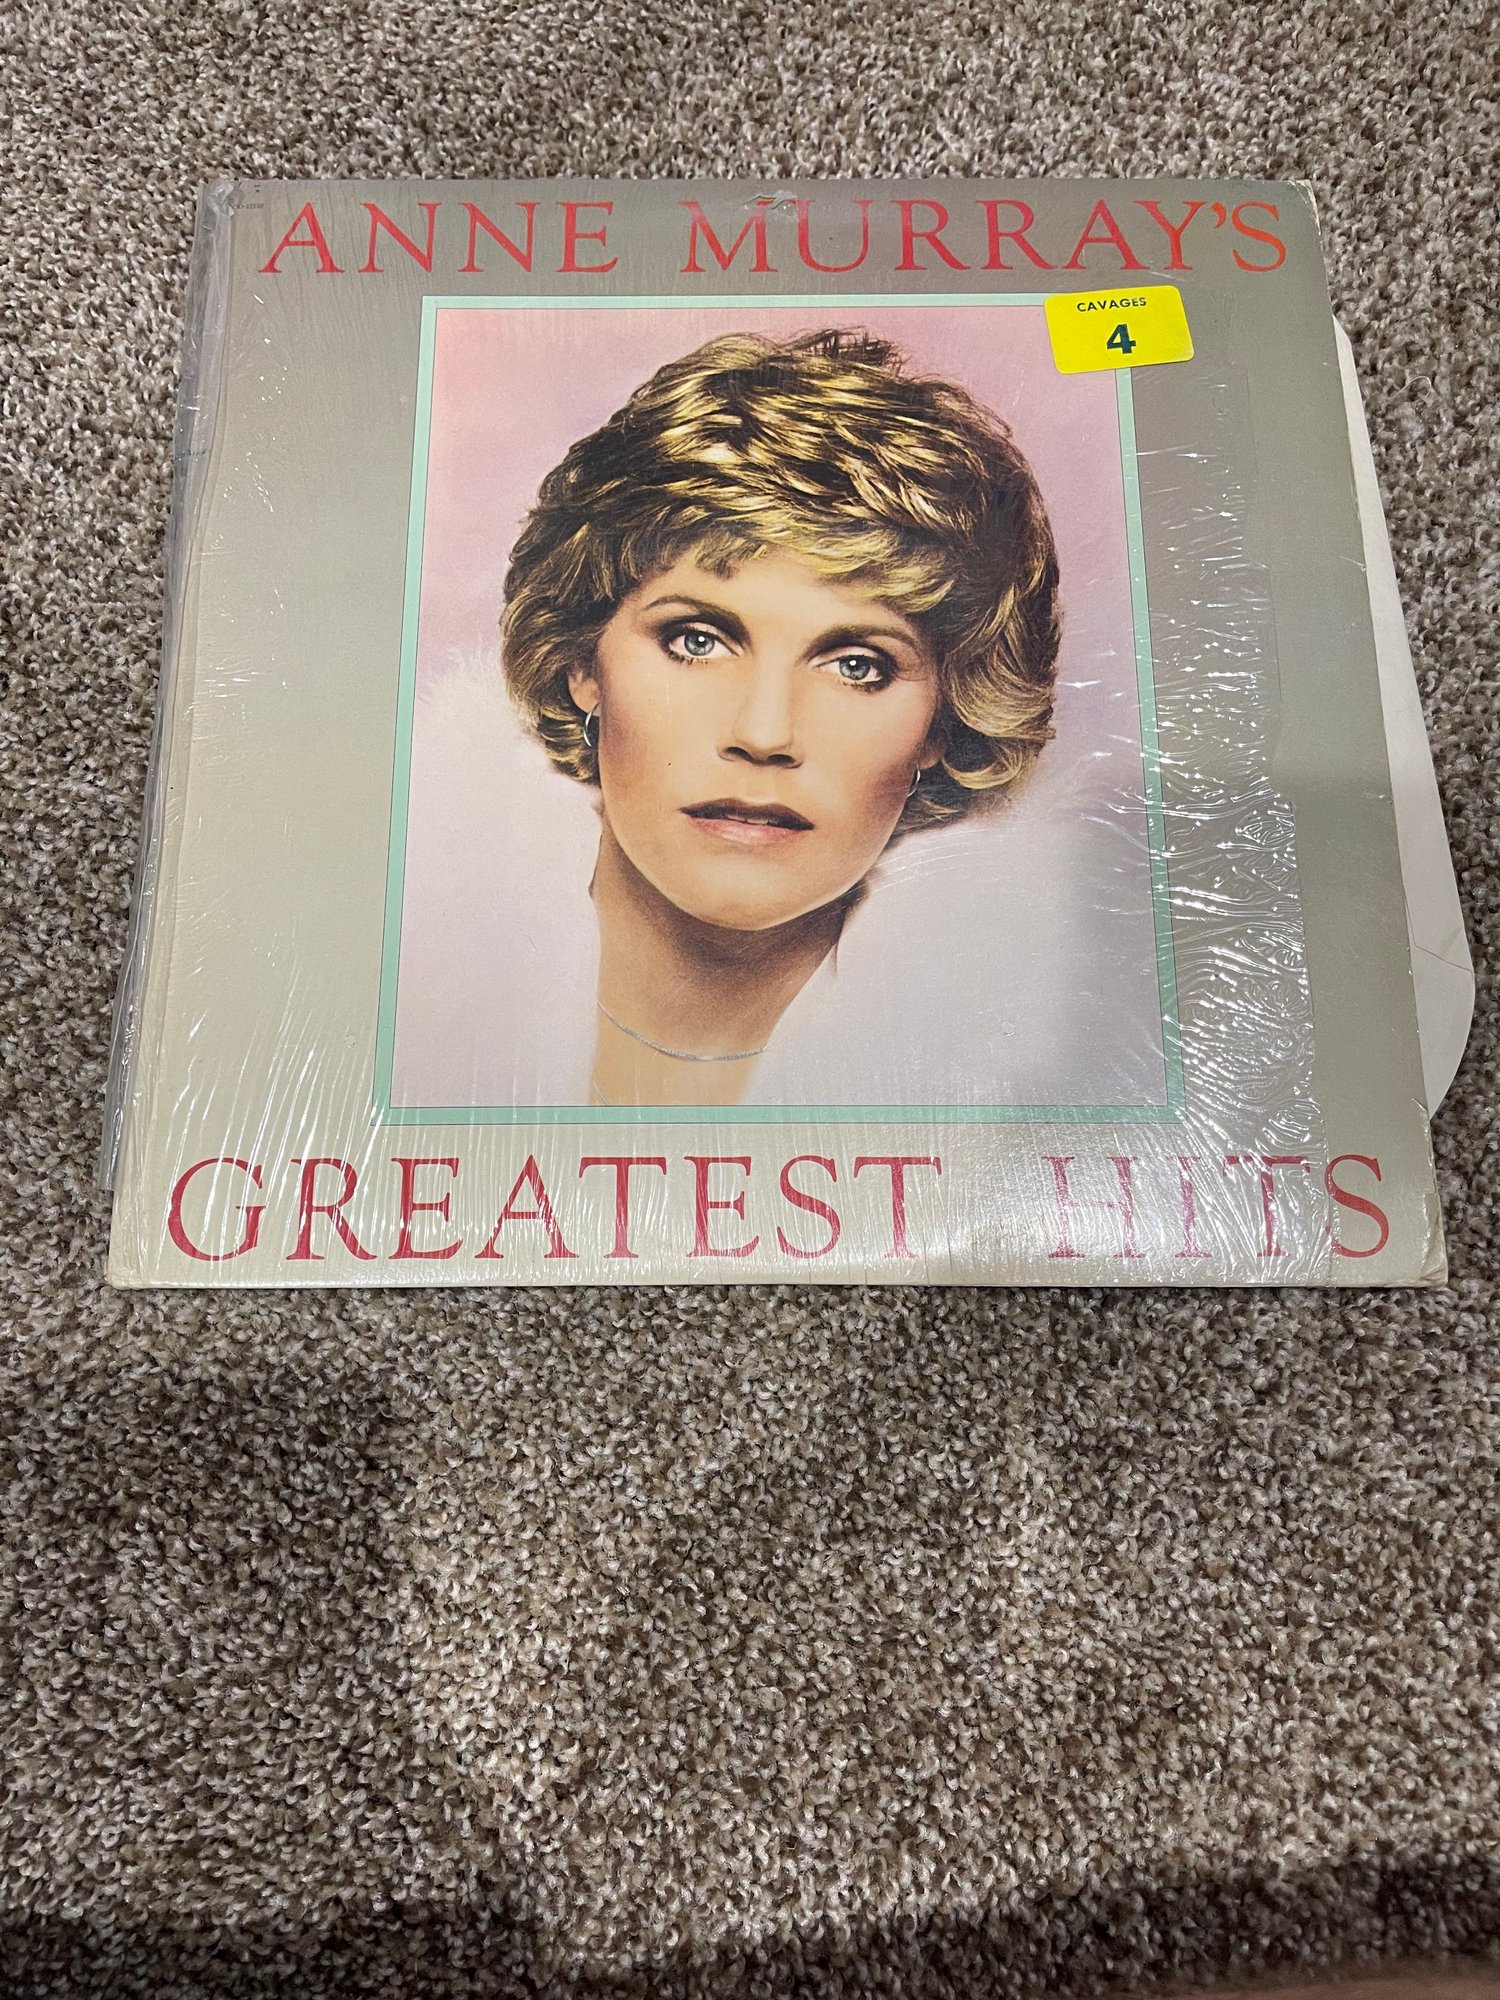 ANNE MURRAY'S
CAVAGES
4
GREATEST HITS